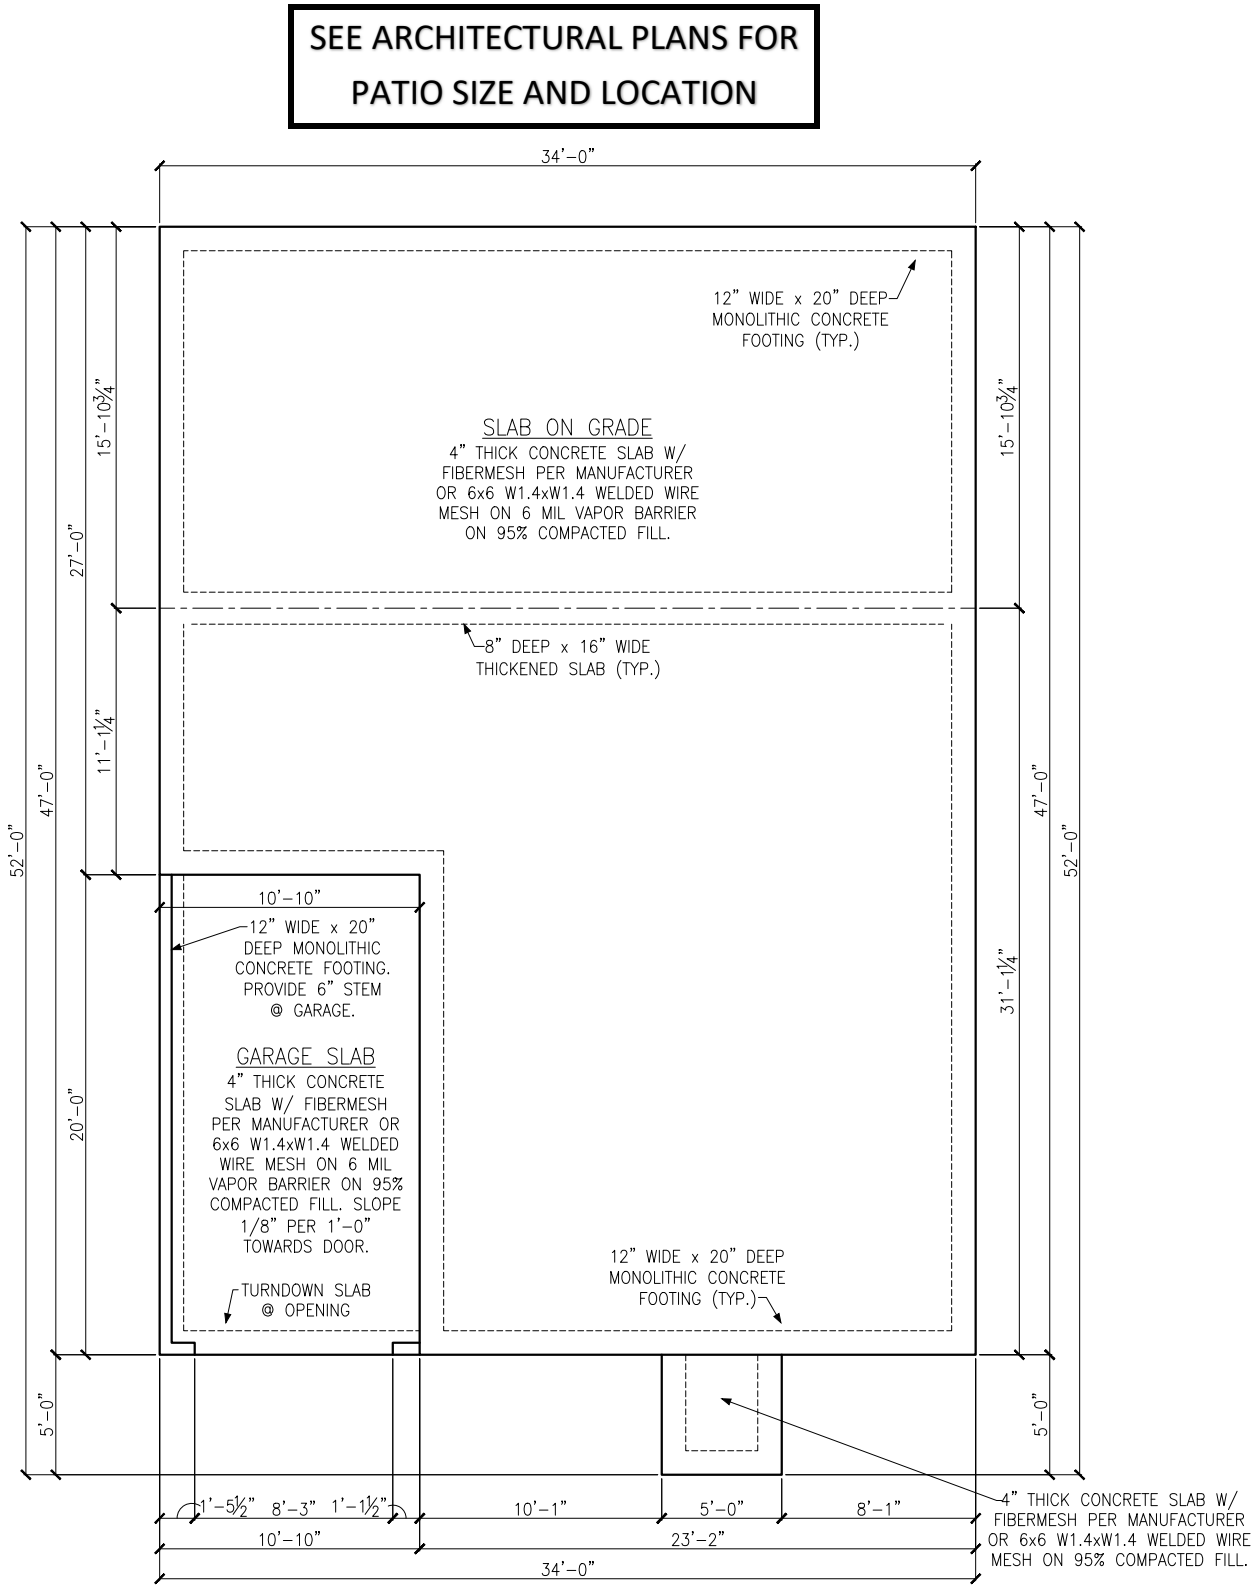 SEE ARCHITECTURAL PLANS FOR
PATIO SIZE AND LOCATION
34'-0"
12" WIDE x 20" DEEP
MONOLITHIC CONCRETE
FOOTING (TYP.)
15'-10¾"
15'-10¾"
SLAB ON GRADE
4" THICK CONCRETE SLAB W/
FIBERMESH PER MANUFACTURER
OR 6x6 W1.4xW1.4 WELDED WIRE
MESH ON 6 MIL VAPOR BARRIER
ON 95% COMPACTED FILL.
27'-0"
8" DEEP x 16" WIDE
THICKENED SLAB (TYP.)
11'-1¼"
47'-0"
47'-0"
52'-0"
52'-0"
10'-10"
12" WIDE x 20"
DEEP MONOLITHIC
CONCRETE FOOTING.
PROVIDE 6" STEM
@ GARAGE.
31'-1¼"
GARAGE SLAB
4" THICK CONCRETE
SLAB W/ FIBERMESH
PER MANUFACTURER OR
6x6 W1.4xW1.4 WELDED
WIRE MESH ON 6 MIL
VAPOR BARRIER ON 95%
COMPACTED FILL. SLOPE
1/8" PER 1'-0"
TOWARDS DOOR.
20'-0"
TURNDOWN SLAB
@ OPENING
12" WIDE x 20" DEEP
MONOLITHIC CONCRETE
FOOTING (TYP.)
5'-0"
5'-0"
1'-5½" 8'-3" 1'-1½" 10'-1" 5'-0" 8'-1"
10'-10" 23'-2"
34'-0"
4" THICK CONCRETE SLAB W/
FIBERMESH PER MANUFACTURER
OR 6x6 W1.4xW1.4 WELDED WIRE
MESH ON 95% COMPACTED FILL.